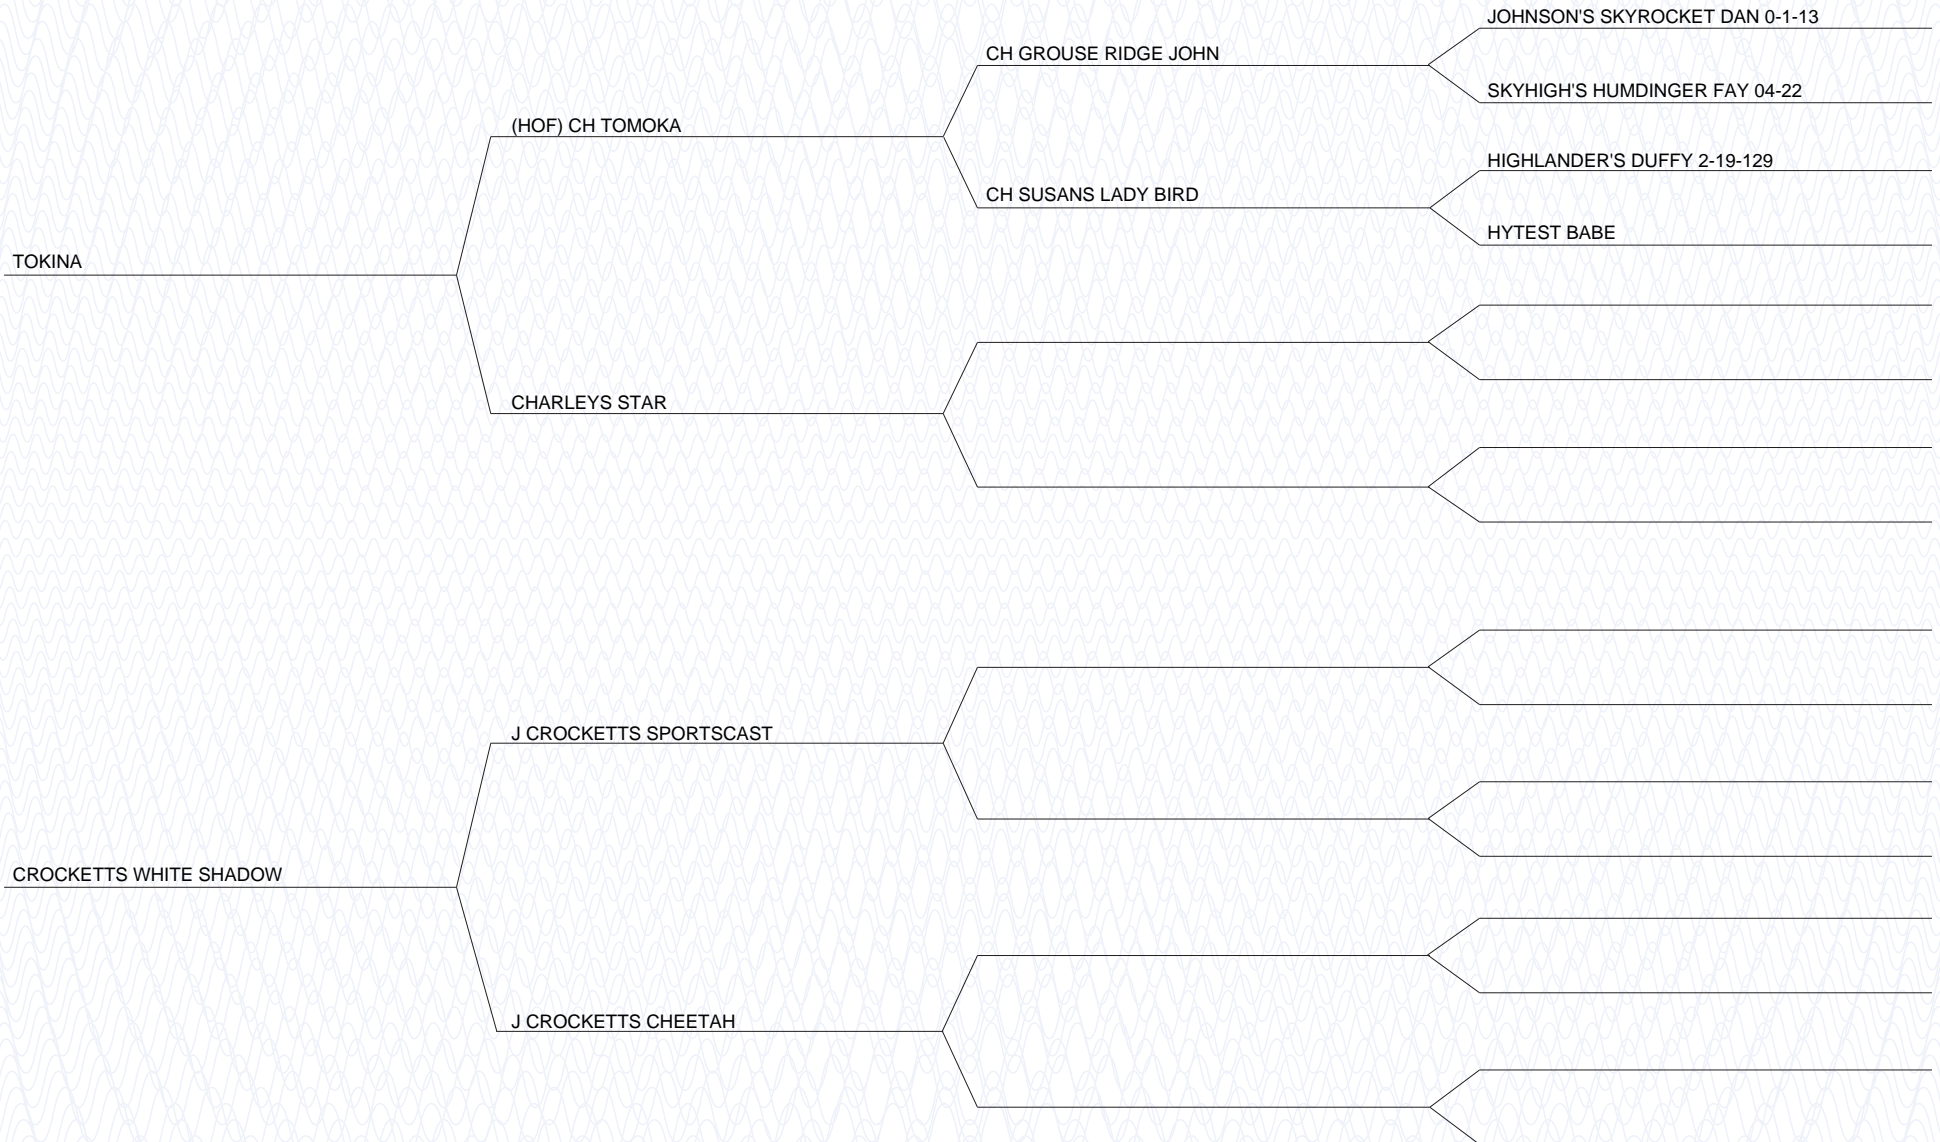 JOHNSON'S SKYROCKET DAN 0-1-13
CH GROUSE RIDGE JOHN
SKYHIGH'S HUMDINGER FAY 04-22
(HOF) CH TOMOKA
HIGHLANDER'S DUFFY 2-19-129
CH SUSANS LADY BIRD
HYTEST BABE
TOKINA
CHARLEYS STAR
J CROCKETTS SPORTSCAST
CROCKETTS WHITE SHADOW
J CROCKETTS CHEETAH